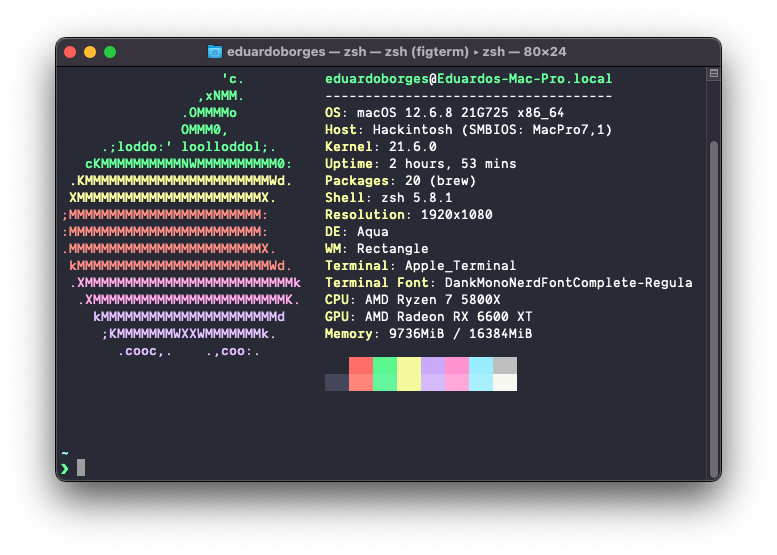 eduardoborges — zsh — zsh (figterm) ▸ zsh — 80×24
'c.          eduardoborges@Eduardos-Mac-Pro.local
,xNMM.       ------------------------------------
.OMMMMo      OS: macOS 12.6.8 21G725 x86_64
OMMM0,       Host: Hackintosh (SMBIOS: MacPro7,1)
.;loddo:' loolloddol;.    Kernel: 21.6.0
cKMMMMMMMMMMNWMMMMMMMMMM0:    Uptime: 2 hours, 53 mins
.KMMMMMMMMMMMMMMMMMMMMMMMWd.    Packages: 20 (brew)
XMMMMMMMMMMMMMMMMMMMMMMMX.    Shell: zsh 5.8.1
;MMMMMMMMMMMMMMMMMMMMMMMM:    Resolution: 1920x1080
:MMMMMMMMMMMMMMMMMMMMMMMM:    DE: Aqua
.MMMMMMMMMMMMMMMMMMMMMMMMX.    WM: Rectangle
kMMMMMMMMMMMMMMMMMMMMMMMMWd.    Terminal: Apple_Terminal
.XMMMMMMMMMMMMMMMMMMMMMMMMMMk    Terminal Font: DankMonoNerdFontComplete-Regula
.XMMMMMMMMMMMMMMMMMMMMMMMMK.    CPU: AMD Ryzen 7 5800X
kMMMMMMMMMMMMMMMMMMMMMMd    GPU: AMD Radeon RX 6600 XT
;KMMMMMMMWXXWMMMMMMMk.    Memory: 9736MiB / 16384MiB
.cooc,.    .,coo:.
~
❯